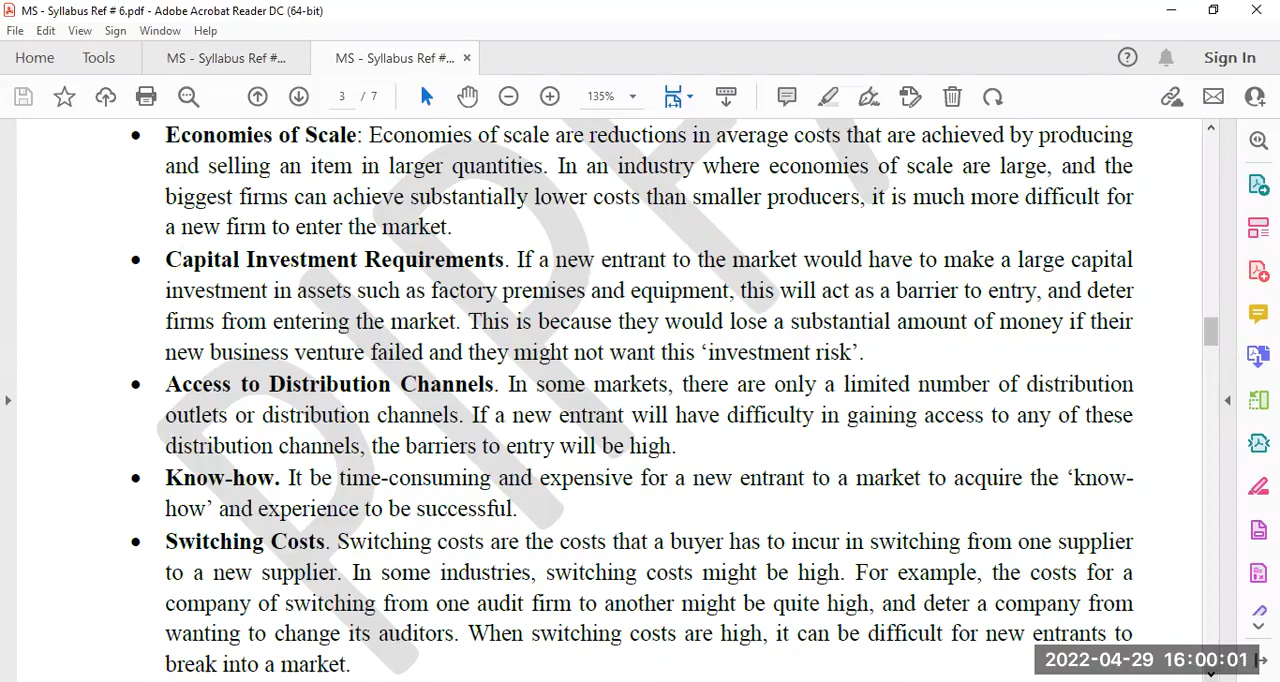 MS - Syllabus Ref # 6.pdf - Adobe Acrobat Reader DC (64-bit)
File Edit View Sign Window Help
Home Tools MS - Syllabus Ref #... MS - Syllabus Ref #... × Sign In
3 / 7 135%
• Economies of Scale: Economies of scale are reductions in average costs that are achieved by producing
and selling an item in larger quantities. In an industry where economies of scale are large, and the
biggest firms can achieve substantially lower costs than smaller producers, it is much more difficult for
a new firm to enter the market.
• Capital Investment Requirements. If a new entrant to the market would have to make a large capital
investment in assets such as factory premises and equipment, this will act as a barrier to entry, and deter
firms from entering the market. This is because they would lose a substantial amount of money if their
new business venture failed and they might not want this ‘investment risk’.
• Access to Distribution Channels. In some markets, there are only a limited number of distribution
outlets or distribution channels. If a new entrant will have difficulty in gaining access to any of these
distribution channels, the barriers to entry will be high.
• Know-how. It be time-consuming and expensive for a new entrant to a market to acquire the ‘know-
how’ and experience to be successful.
• Switching Costs. Switching costs are the costs that a buyer has to incur in switching from one supplier
to a new supplier. In some industries, switching costs might be high. For example, the costs for a
company of switching from one audit firm to another might be quite high, and deter a company from
wanting to change its auditors. When switching costs are high, it can be difficult for new entrants to
break into a market.
2022-04-29 16:00:01